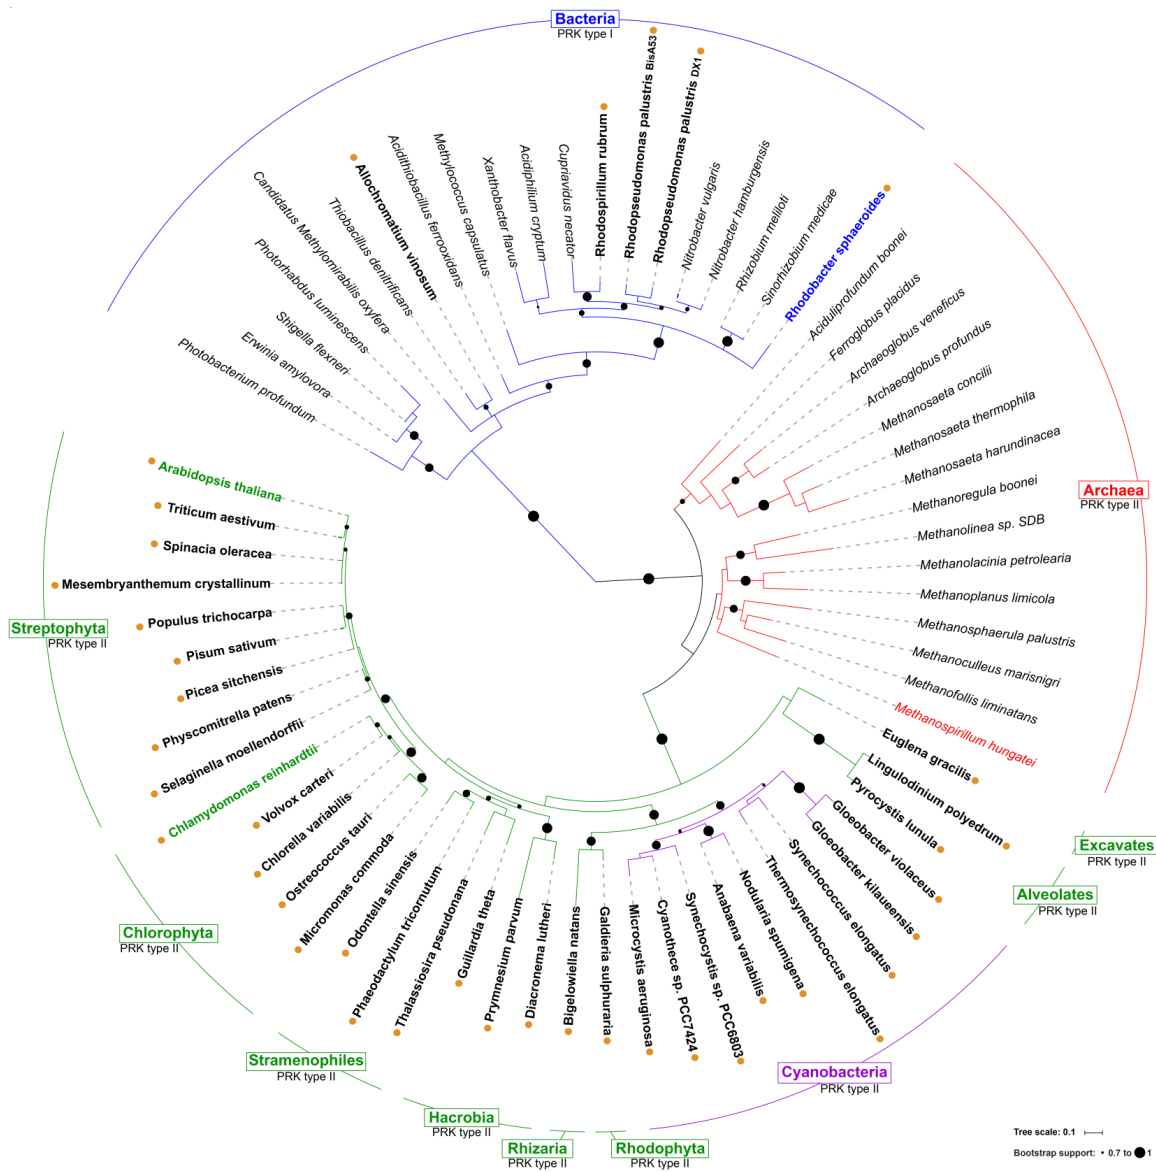 Bacteria
PRK type I
Photobacterium profundum
Erwinia amylovora
Shigella flexneri
Photorhabdus luminescens
Candidatus Methylomirabilis oxyfera
Thiobacillus denitrificans
Allochromatium vinosum
Acidithiobacillus ferrooxidans
Methylococcus capsulatus
Xanthobacter flavus
Acidiphilium cryptum
Cupriavidus necator
Rhodospirillum rubrum
Rhodopseudomonas palustris BisA53
Rhodopseudomonas palustris DX1
Nitrobacter vulgaris
Nitrobacter hamburgensis
Rhizobium meliloti
Sinorhizobium medicae
Rhodobacter sphaeroides
Aciduliprofundum boonei
Ferroglobus placidus
Archaeoglobus veneficus
Archaeoglobus profundus
Methanosaeta concilii
Methanosaeta thermophila
Methanosaeta harundinacea
Methanoregula boonei
Methanolinea sp. SDB
Methanolacinia petrolearia
Methanoplanus limicola
Methanosphaerula palustris
Methanoculleus marisnigri
Methanofollis liminatans
Methanospirillum hungatei
Archaea
PRK type II
Euglena gracilis
Excavates
PRK type II
Lingulodinium polyedrum
Pyrocystis lunula
Alveolates
PRK type II
Gloeobacter violaceus
Gloeobacter kilaueensis
Synechococcus elongatus
Thermosynechococcus elongatus
Nodularia spumigena
Anabaena variabilis
Synechocystis sp. PCC6803
Cyanothece sp. PCC7424
Microcystis aeruginosa
Cyanobacteria
PRK type II
Galdieria sulphuraria
Rhodophyta
PRK type II
Bigelowiella natans
Rhizaria
PRK type II
Diacronema lutheri
Prymnesium parvum
Guillardia theta
Hacrobia
PRK type II
Thalassiosira pseudonana
Phaeodactylum tricornutum
Odontella sinensis
Stramenophiles
PRK type II
Micromonas commoda
Ostreococcus tauri
Chlorella variabilis
Volvox carteri
Chlamydomonas reinhardtii
Chlorophyta
PRK type II
Selaginella moellendorffii
Physcomitrella patens
Picea sitchensis
Pisum sativum
Populus trichocarpa
Mesembryanthemum crystallinum
Spinacia oleracea
Triticum aestivum
Arabidopsis thaliana
Streptophyta
PRK type II
Tree scale: 0.1
Bootstrap support: • 0.7 to ● 1